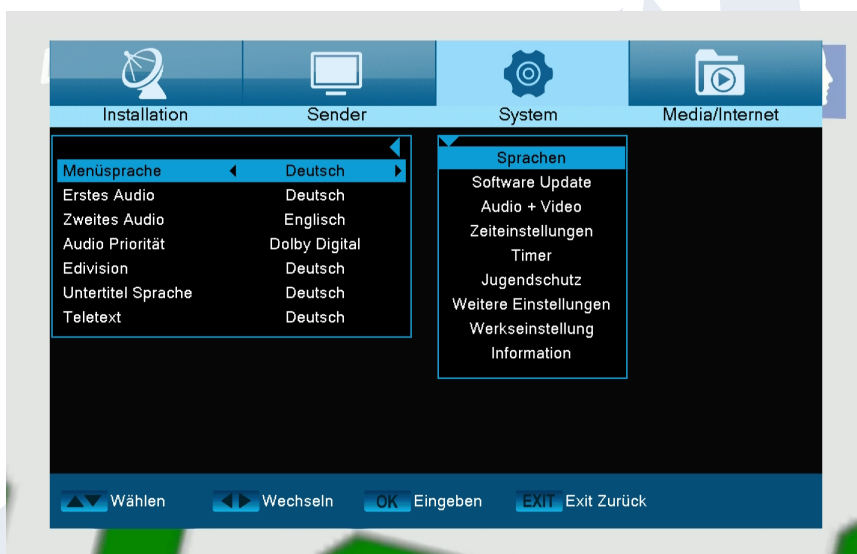 Installation
Sender
System
Media/Internet
Menüsprache Deutsch
Erstes Audio Deutsch
Zweites Audio Englisch
Audio Priorität Dolby Digital
Edivision Deutsch
Untertitel Sprache Deutsch
Teletext Deutsch
Sprachen
Software Update
Audio + Video
Zeiteinstellungen
Timer
Jugendschutz
Weitere Einstellungen
Werkseinstellung
Information
Wählen Wechseln OK Eingeben EXIT Exit Zurück